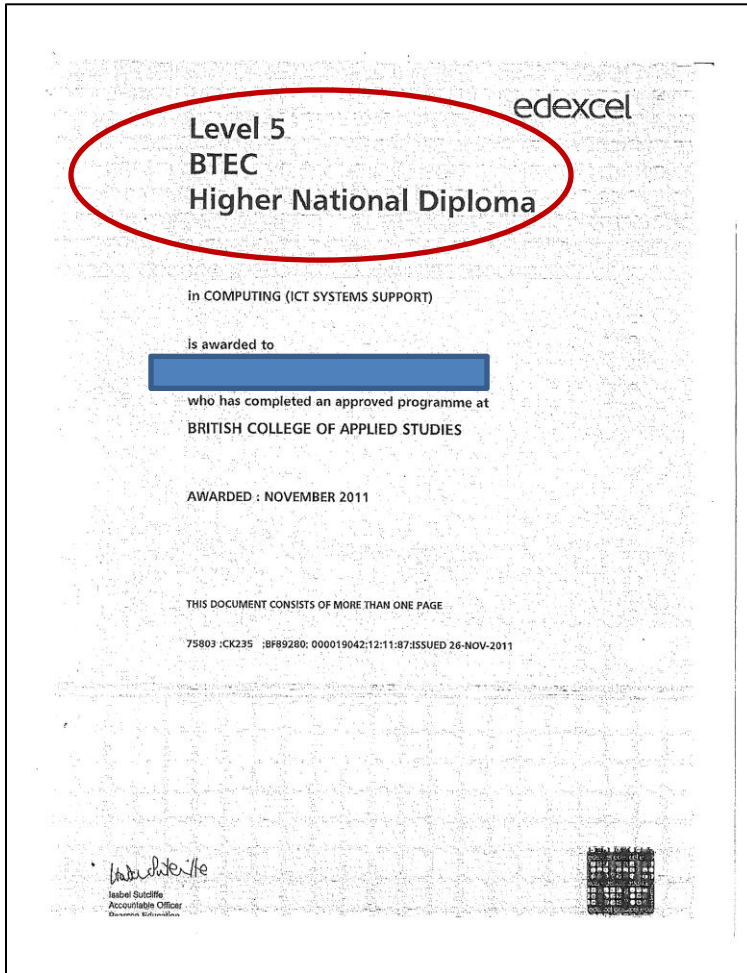 edexcel
Level 5
BTEC
Higher National Diploma
in COMPUTING (ICT SYSTEMS SUPPORT)
is awarded to
who has completed an approved programme at
BRITISH COLLEGE OF APPLIED STUDIES
AWARDED : NOVEMBER 2011
THIS DOCUMENT CONSISTS OF MORE THAN ONE PAGE
75803 :CK235 :BF89280: 000019042:12:11:87:ISSUED 26-NOV-2011
Isabel Sutcliffe
Accountable Officer
Pearson Education